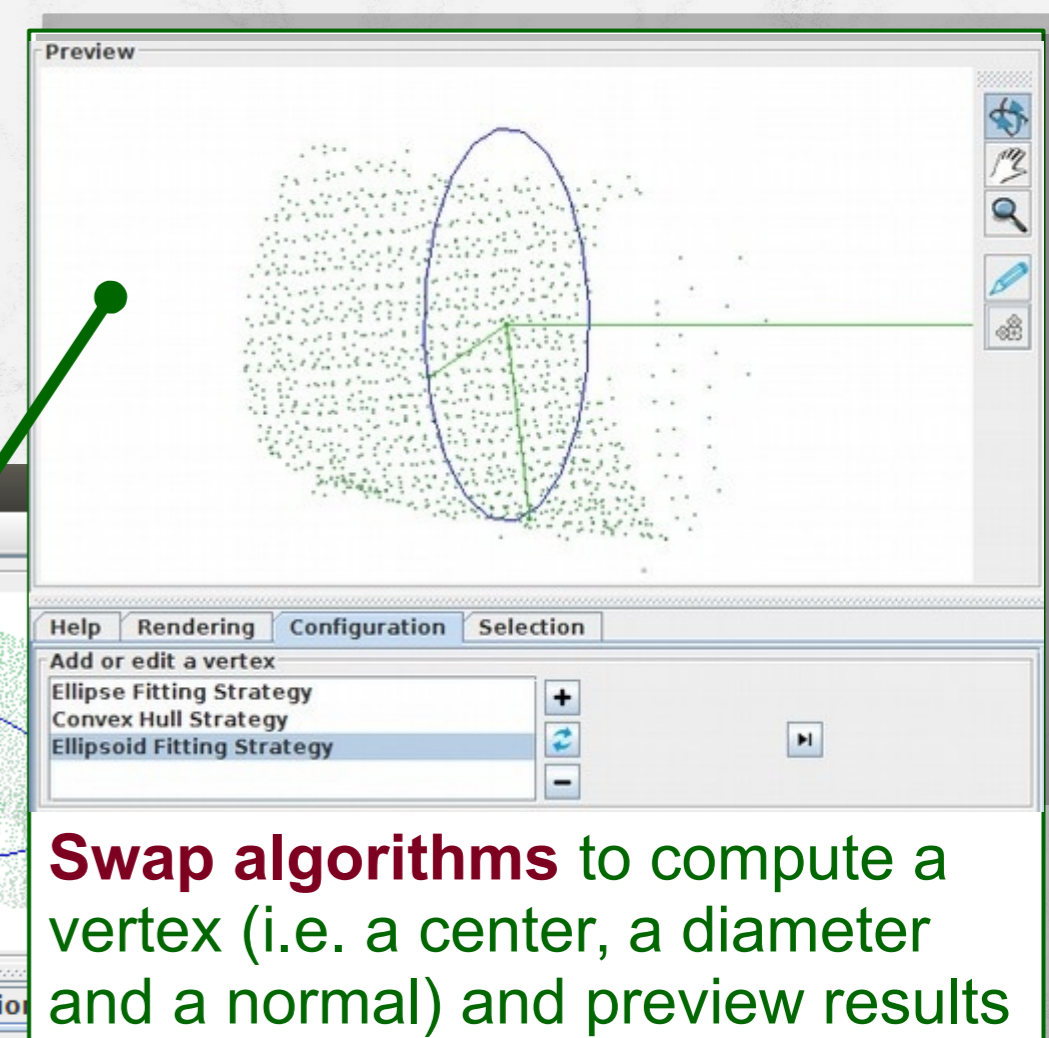 Preview
Help Rendering Configuration Selection
Add or edit a vertex
Ellipse Fitting Strategy
Convex Hull Strategy
Ellipsoid Fitting Strategy
Swap algorithms to compute a
vertex (i.e. a center, a diameter
and a normal) and preview results